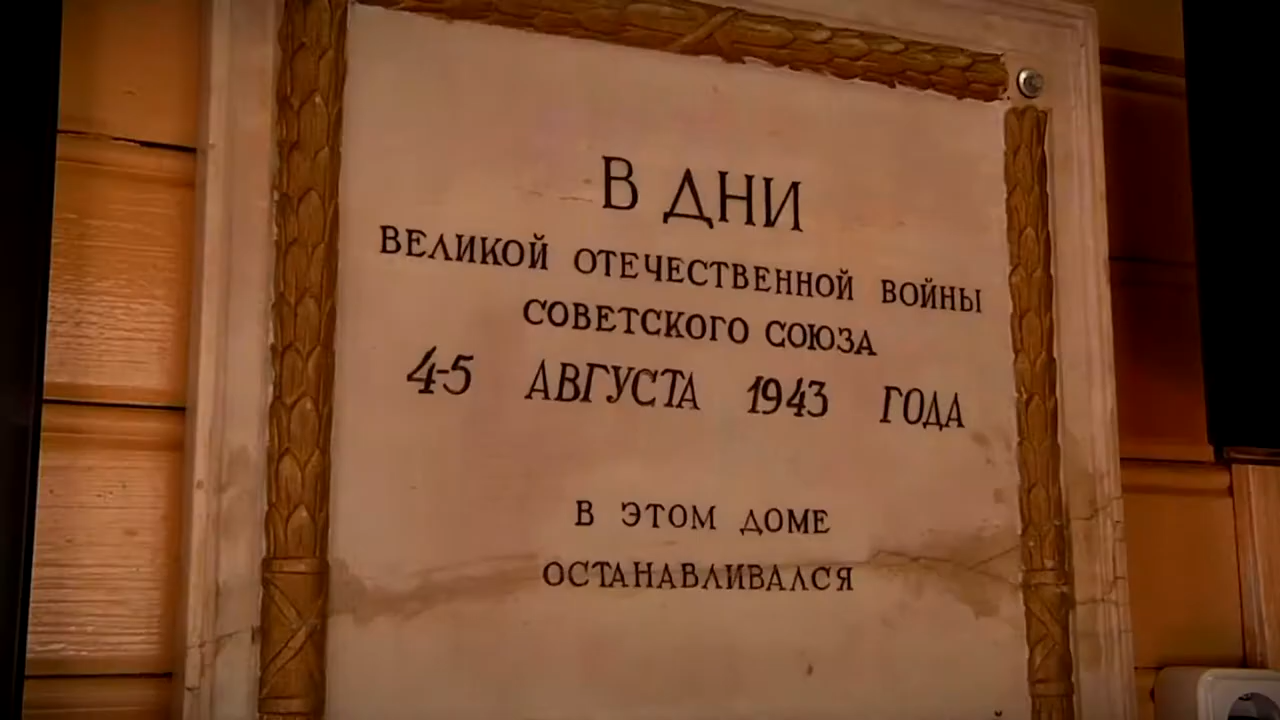 В ДНИ
ВЕЛИКОЙ ОТЕЧЕСТВЕННОЙ ВОЙНЫ
СОВЕТСКОГО СОЮЗА
4-5 АВГУСТА 1943 ГОДА
В ЭТОМ ДОМЕ
ОСТАНАВЛИВАЛСЯ